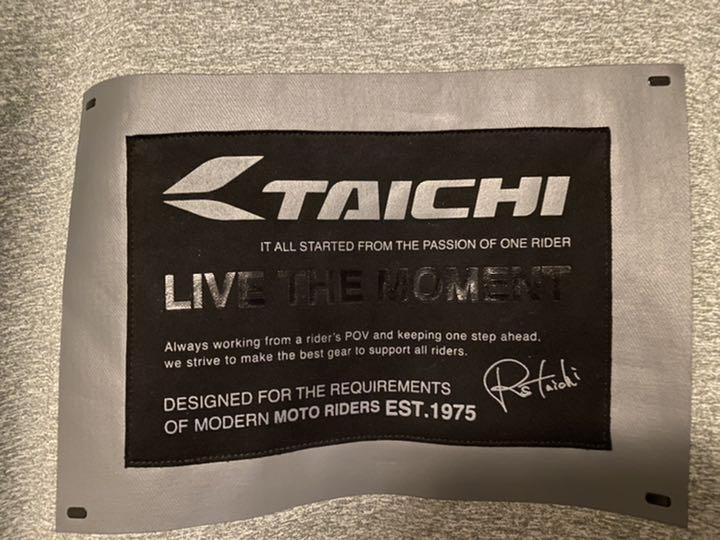 TAICHI
IT ALL STARTED FROM THE PASSION OF ONE RIDER
LIVE THE MOMENT
Always working from a rider's POV and keeping one step ahead,
we strive to make the best gear to support all riders.
Rs taichi
DESIGNED FOR THE REQUIREMENTS
OF MODERN MOTO RIDERS EST.1975